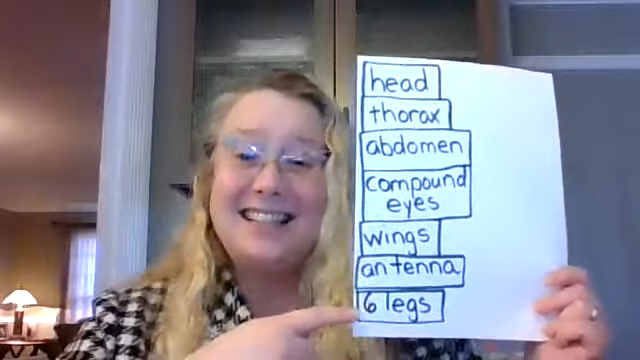 head
thorax
abdomen
compound
eyes
wings
antenna
6 legs